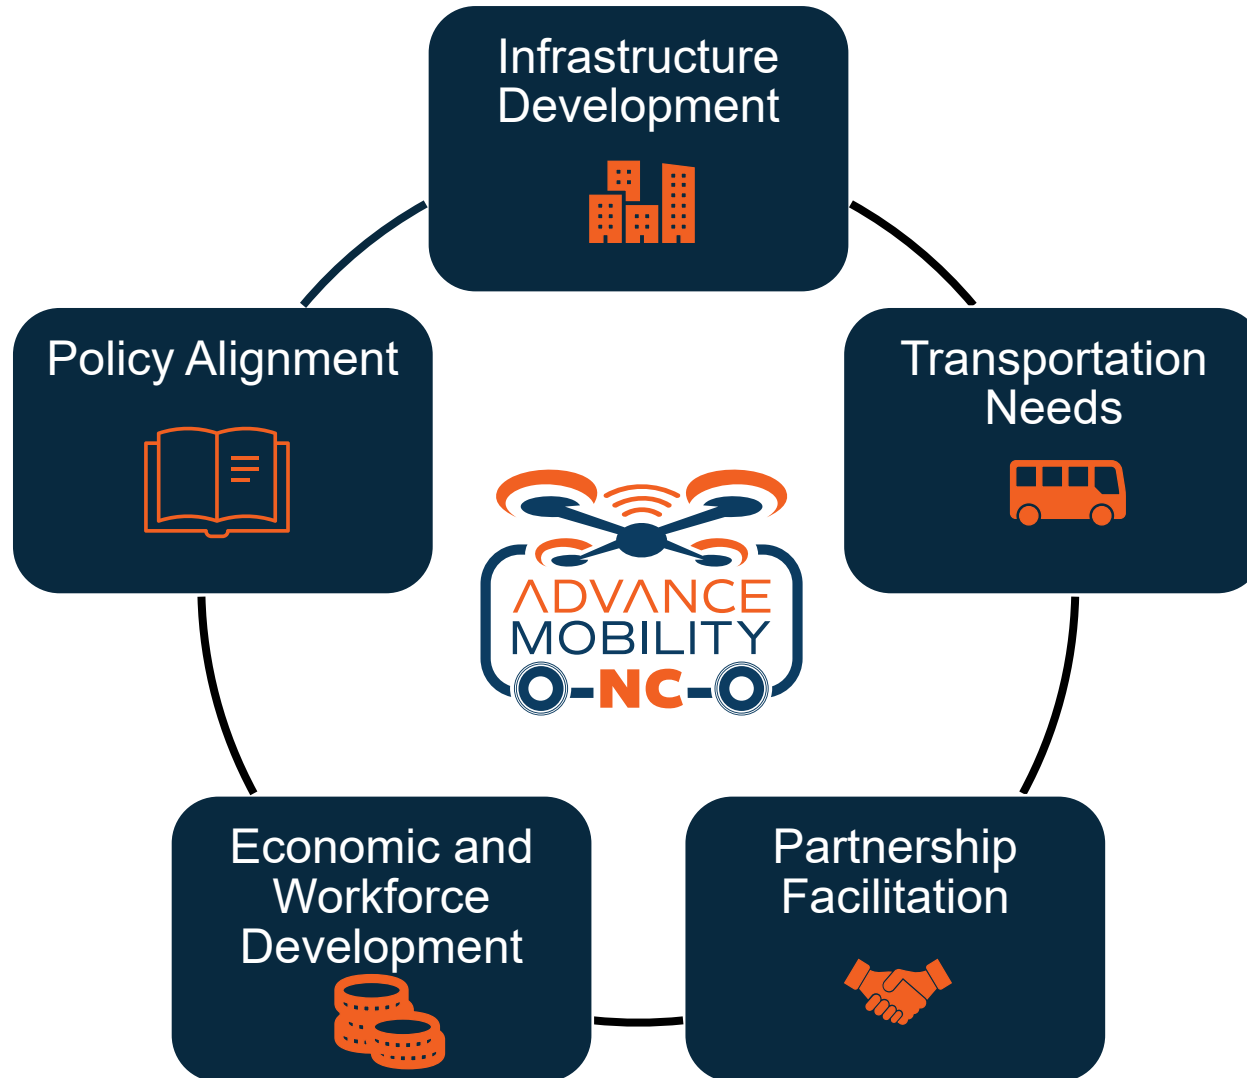 Infrastructure
Development
Policy Alignment
Transportation
Needs
ADVANCE
MOBILITY
NC
Economic and
Workforce
Development
Partnership
Facilitation